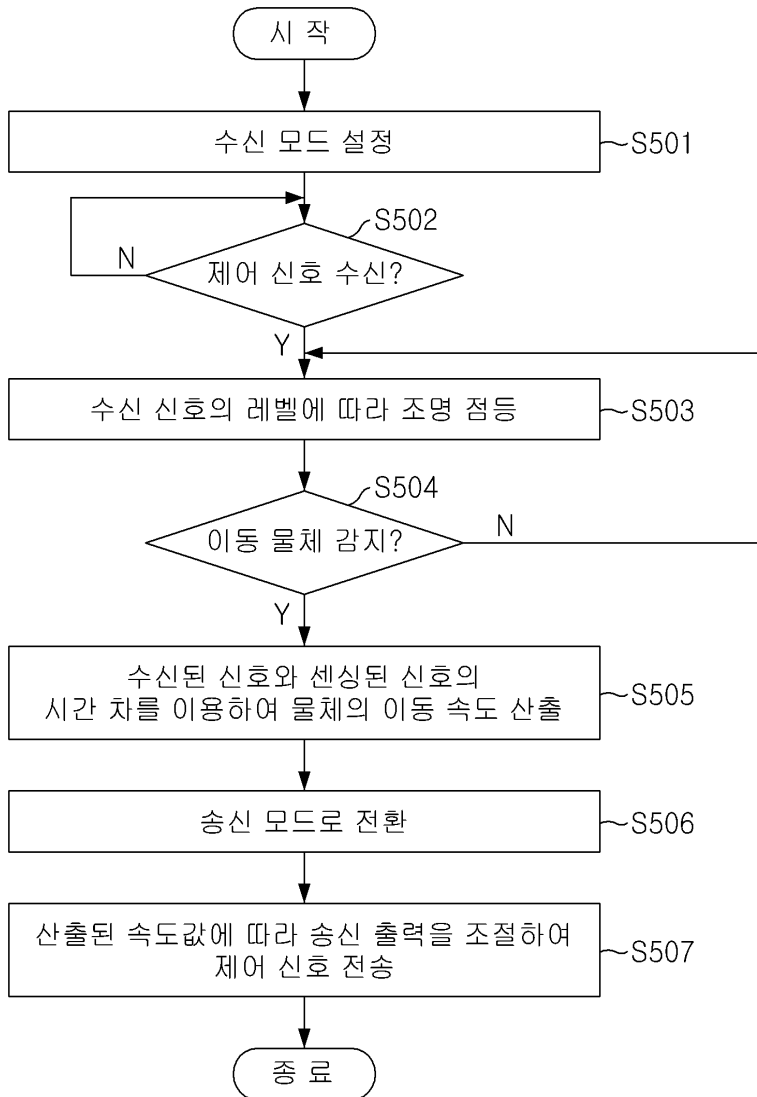 시 작
수신 모드 설정
S501
S502
제어 신호 수신?
N
Y
수신 신호의 레벨에 따라 조명 점등
S503
S504
이동 물체 감지?
N
Y
수신된 신호와 센싱된 신호의
시간 차를 이용하여 물체의 이동 속도 산출
S505
송신 모드로 전환
S506
산출된 속도값에 따라 송신 출력을 조절하여
제어 신호 전송
S507
종 료